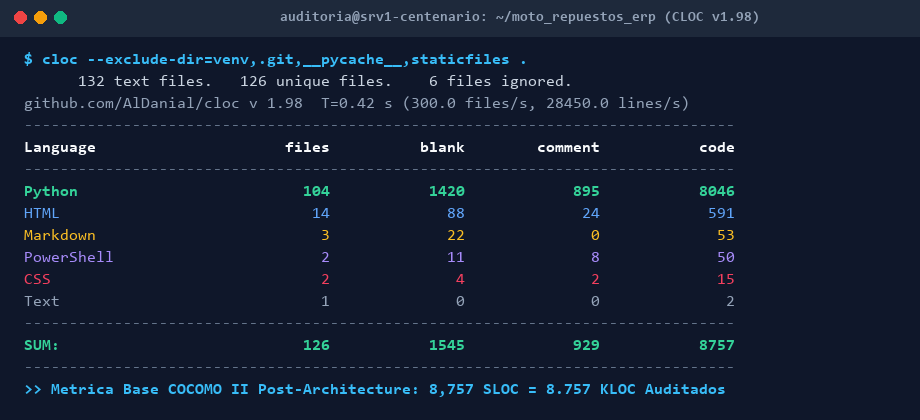 auditoria@srv1-centenario: ~/moto_repuestos_erp (CLOC v1.98)
$ cloc --exclude-dir=venv,.git,__pycache__,staticfiles .
132 text files.   126 unique files.    6 files ignored.
github.com/AlDanial/cloc v 1.98  T=0.42 s (300.0 files/s, 28450.0 lines/s)
-------------------------------------------------------------------------------
Language                     files          blank        comment           code
-------------------------------------------------------------------------------
Python                         104           1420            895           8046
HTML                            14             88             24            591
Markdown                         3             22              0             53
PowerShell                       2             11              8             50
CSS                              2              4              2             15
Text                             1              0              0              2
-------------------------------------------------------------------------------
SUM:                           126           1545            929           8757
-------------------------------------------------------------------------------
>> Metrica Base COCOMO II Post-Architecture: 8,757 SLOC = 8.757 KLOC Auditados